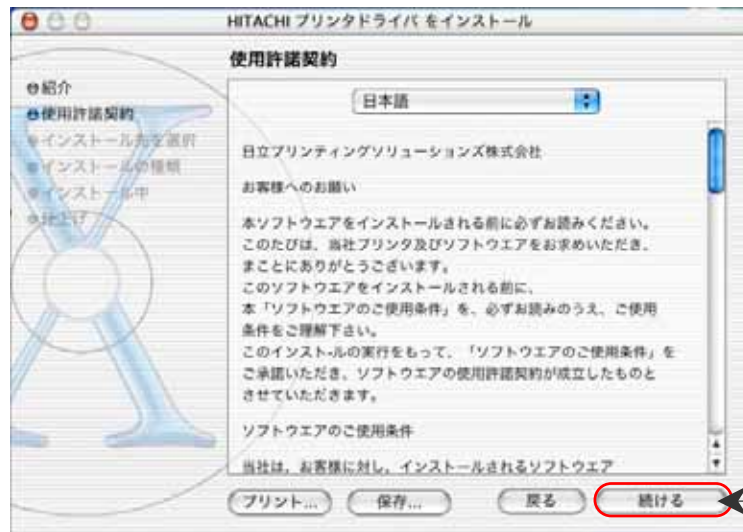 HITACHI プリンタドライバ をインストール
使用許諾契約
紹介
使用許諾契約
インストール先を選択
インストールの種類
インストール中
仕上げ
日本語
日立プリンティングソリューションズ株式会社
お客様へのお願い
本ソフトウエアをインストールされる前に必ずお読みください。
このたびは、当社プリンタ及びソフトウエアをお求めいただき、
まことにありがとうございます。
このソフトウエアをインストールされる前に、
本「ソフトウエアのご使用条件」を、必ずお読みのうえ、ご使用
条件をご理解下さい。
このインスト-ルの実行をもって、「ソフトウエアのご使用条件」を
ご承諾いただき、ソフトウエアの使用許諾契約が成立したものと
させていただきます。
ソフトウエアのご使用条件
当社は、お客様に対し、インストールされるソフトウエア
プリント... 保存... 戻る 続ける